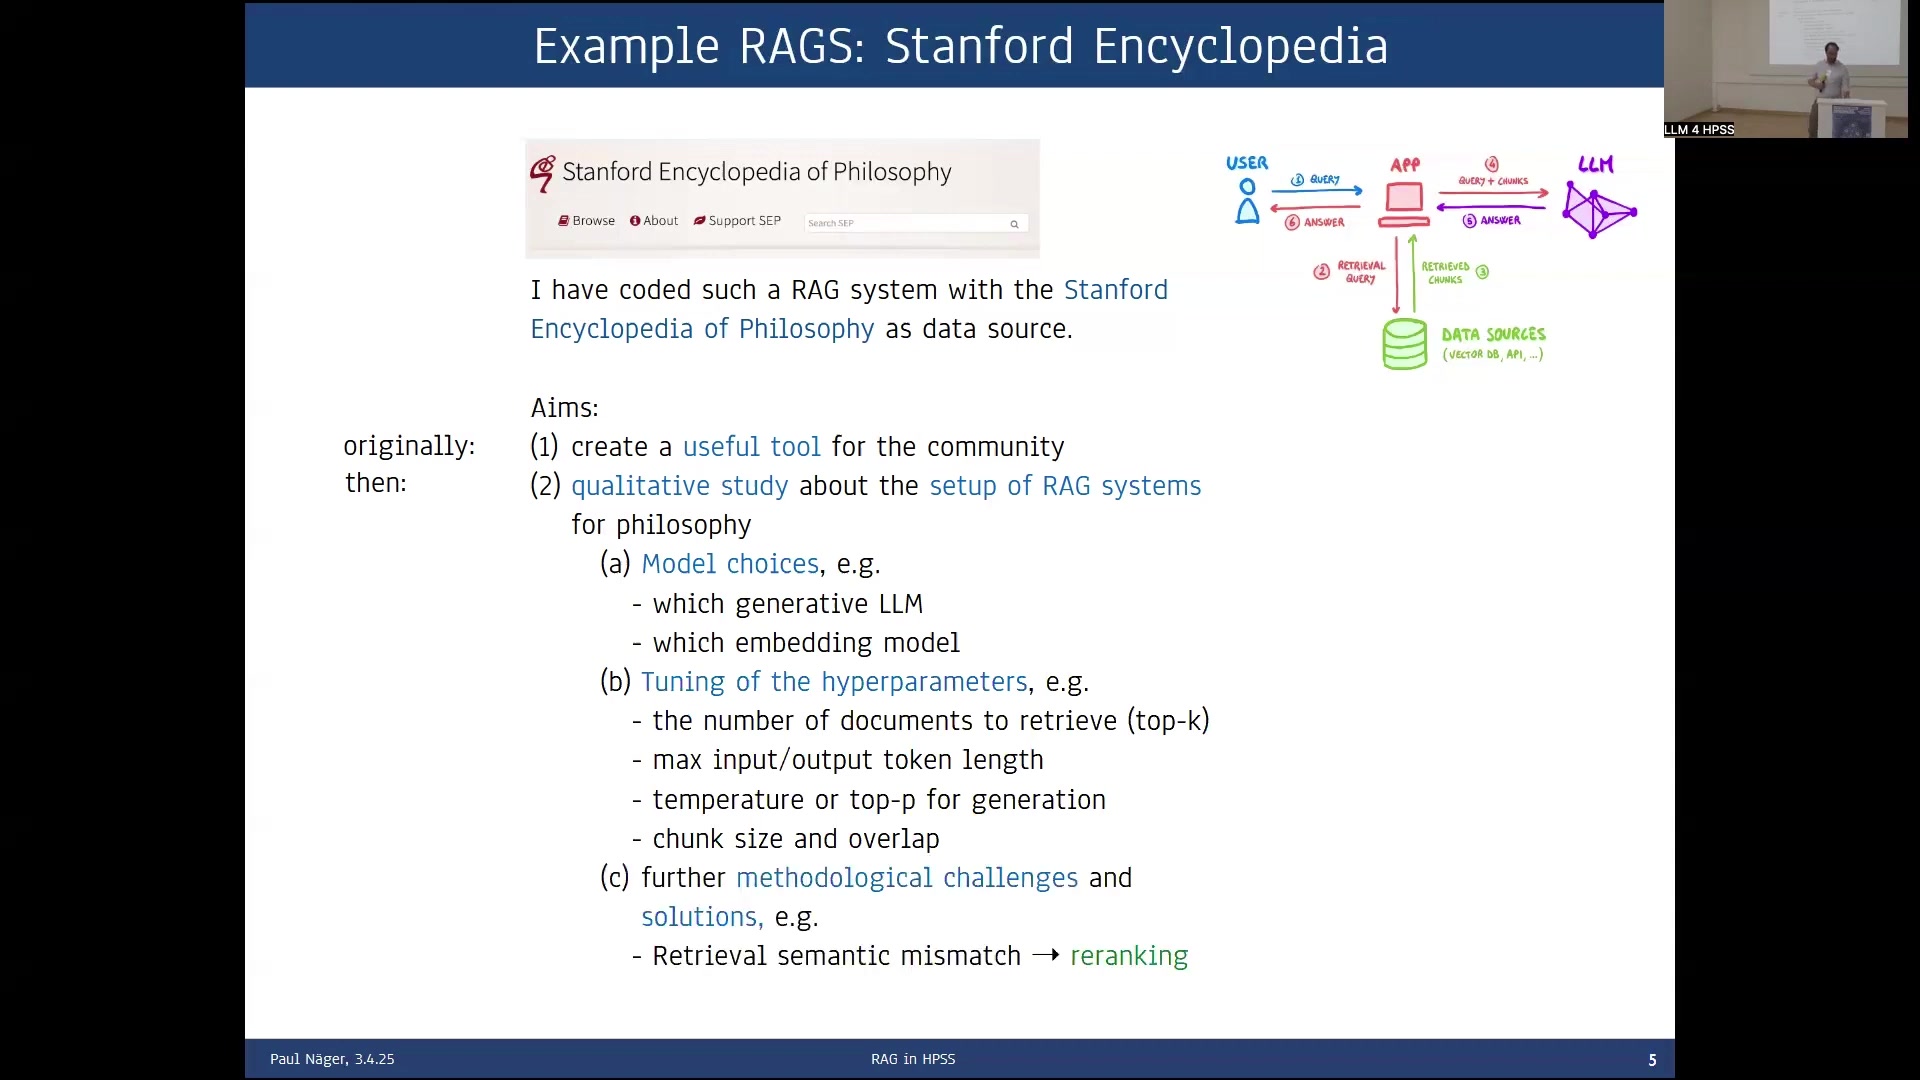 Example RAGS: Stanford Encyclopedia
LLM 4 HPSS
Stanford Encyclopedia of Philosophy
Browse About Support SEP Search SEP
USER
① QUERY
⑥ ANSWER
APP
④
QUERY + CHUNKS
⑤ ANSWER
LLM
② RETRIEVAL
QUERY
RETRIEVED
CHUNKS ③
DATA SOURCES
(VECTOR DB, API, ...)
I have coded such a RAG system with the Stanford
Encyclopedia of Philosophy as data source.
Aims:
originally: (1) create a useful tool for the community
then: (2) qualitative study about the setup of RAG systems
for philosophy
(a) Model choices, e.g.
- which generative LLM
- which embedding model
(b) Tuning of the hyperparameters, e.g.
- the number of documents to retrieve (top-k)
- max input/output token length
- temperature or top-p for generation
- chunk size and overlap
(c) further methodological challenges and
solutions, e.g.
- Retrieval semantic mismatch → reranking
Paul Näger, 3.4.25 RAG in HPSS 5